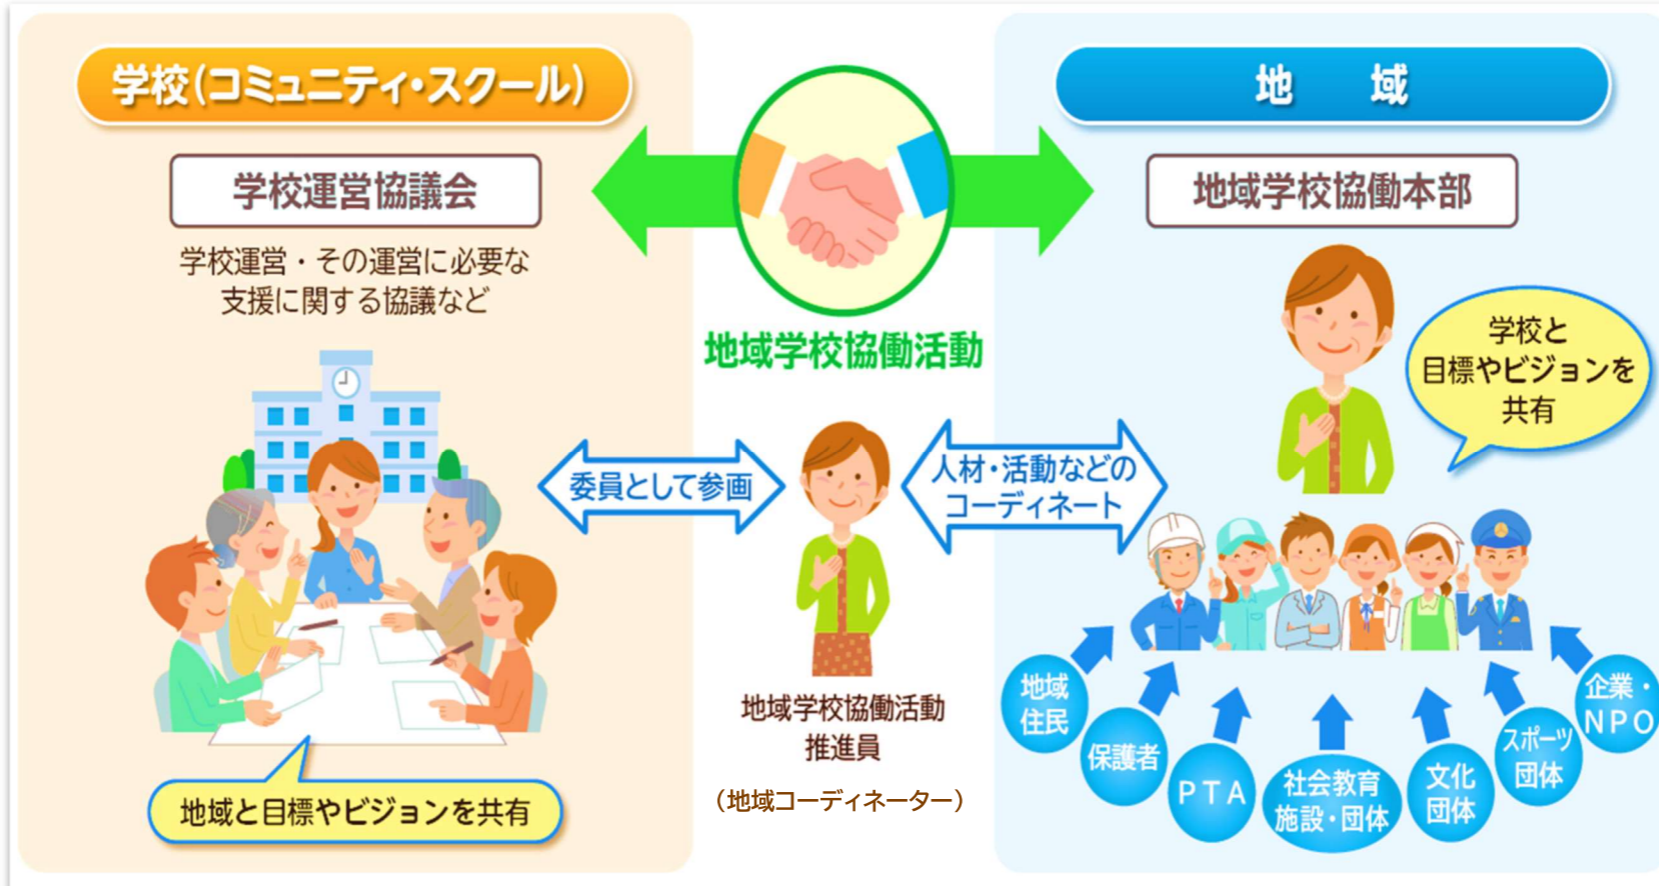 学校(コミュニティ・スクール)
学校運営協議会
学校運営・その運営に必要な
支援に関する協議など
地域と目標やビジョンを共有
地域学校協働活動
委員として参画
人材・活動などの
コーディネート
地域学校協働活動
推進員
(地域コーディネーター)
地 域
地域学校協働本部
学校と
目標やビジョンを
共有
地域
住民
保護者
PTA
社会教育
施設・団体
文化
団体
スポーツ
団体
企業・
NPO